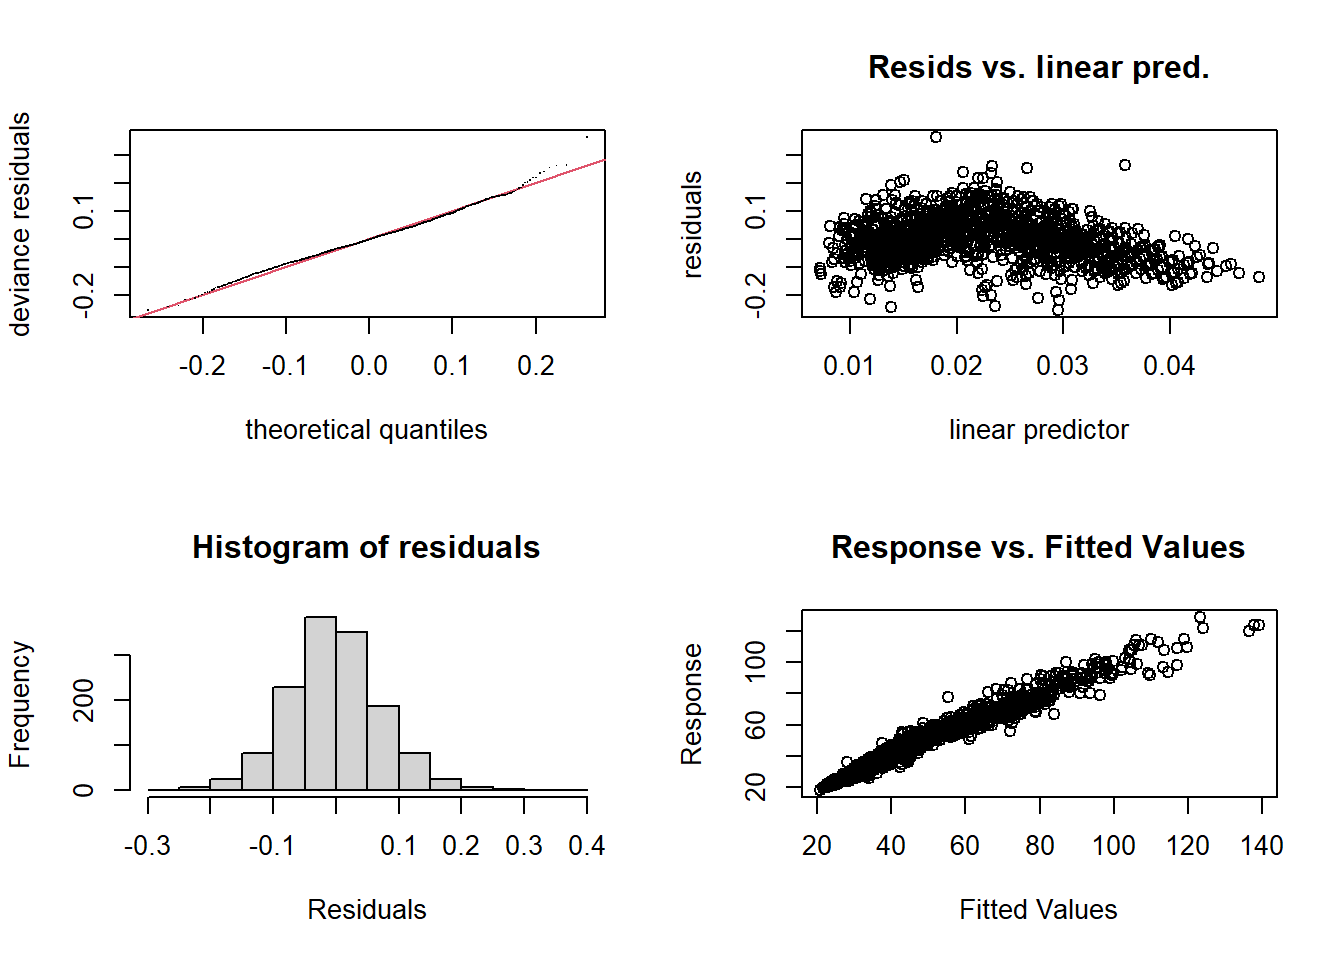 deviance residuals
-0.2 0.1
-0.2 -0.1 0.0 0.1 0.2
theoretical quantiles
Resids vs. linear pred.
residuals
-0.2 0.1
0.01 0.02 0.03 0.04
linear predictor
Histogram of residuals
Frequency
0 200
-0.3 -0.1 0.1 0.2 0.3 0.4
Residuals
Response vs. Fitted Values
Response
20 60 100
20 40 60 80 100 120 140
Fitted Values